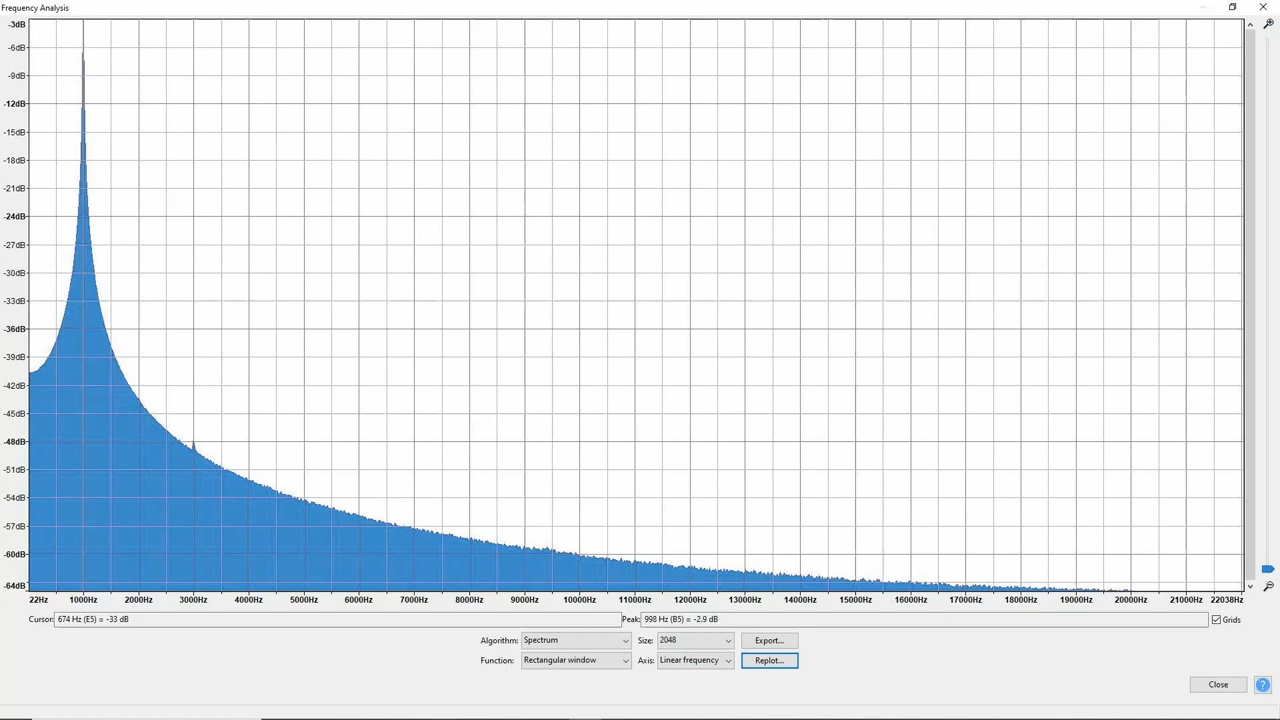 Frequency Analysis
-3dB
-6dB
-9dB
-12dB
-15dB
-18dB
-21dB
-24dB
-27dB
-30dB
-33dB
-36dB
-39dB
-42dB
-45dB
-48dB
-51dB
-54dB
-57dB
-60dB
-64dB
22Hz 1000Hz 2000Hz 3000Hz 4000Hz 5000Hz 6000Hz 7000Hz 8000Hz 9000Hz 10000Hz 11000Hz 12000Hz 13000Hz 14000Hz 15000Hz 16000Hz 17000Hz 18000Hz 19000Hz 20000Hz 21000Hz 22038Hz
Cursor: 674 Hz (E5) = -33 dB Peak: 998 Hz (B5) = -2.9 dB Grids
Algorithm: Spectrum Size: 2048 Export...
Function: Rectangular window Axis: Linear frequency Replot...
Close ?